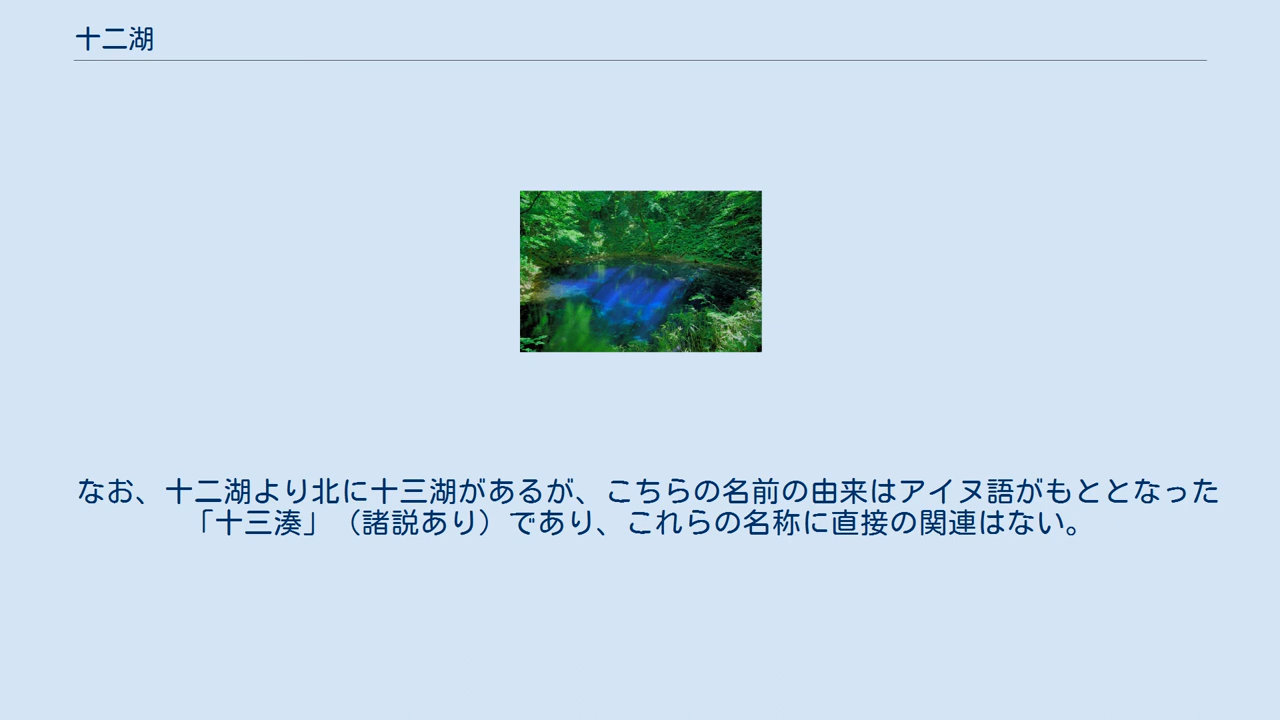 十二湖
なお、十二湖より北に十三湖があるが、こちらの名前の由来はアイヌ語がもととなった
「十三湊」（諸説あり）であり、これらの名称に直接の関連はない。